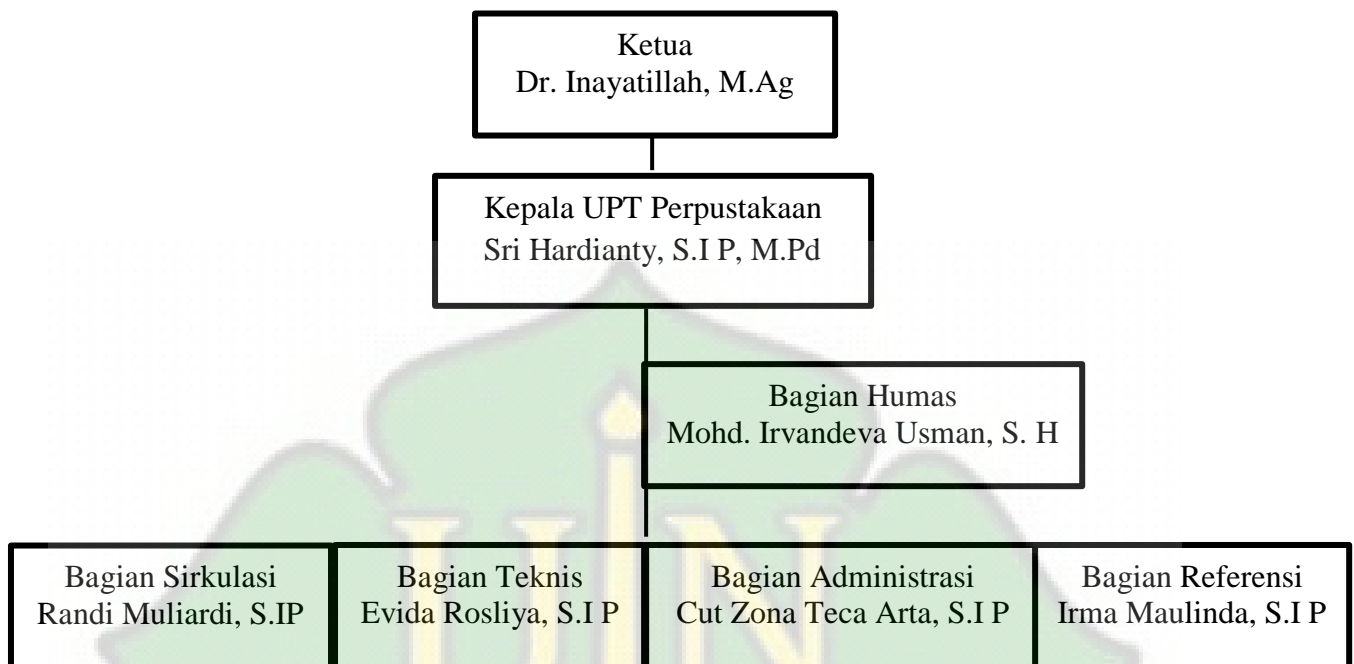 Ketua
Dr. Inayatillah, M.Ag
Kepala UPT Perpustakaan
Sri Hardianty, S.I P, M.Pd
Bagian Humas
Mohd. Irvandeva Usman, S. H
UIN
Bagian Sirkulasi
Randi Muliardi, S.IP
Bagian Teknis
Evida Rosliya, S.I P
Bagian Administrasi
Cut Zona Teca Arta, S.I P
Bagian Referensi
Irma Maulinda, S.I P